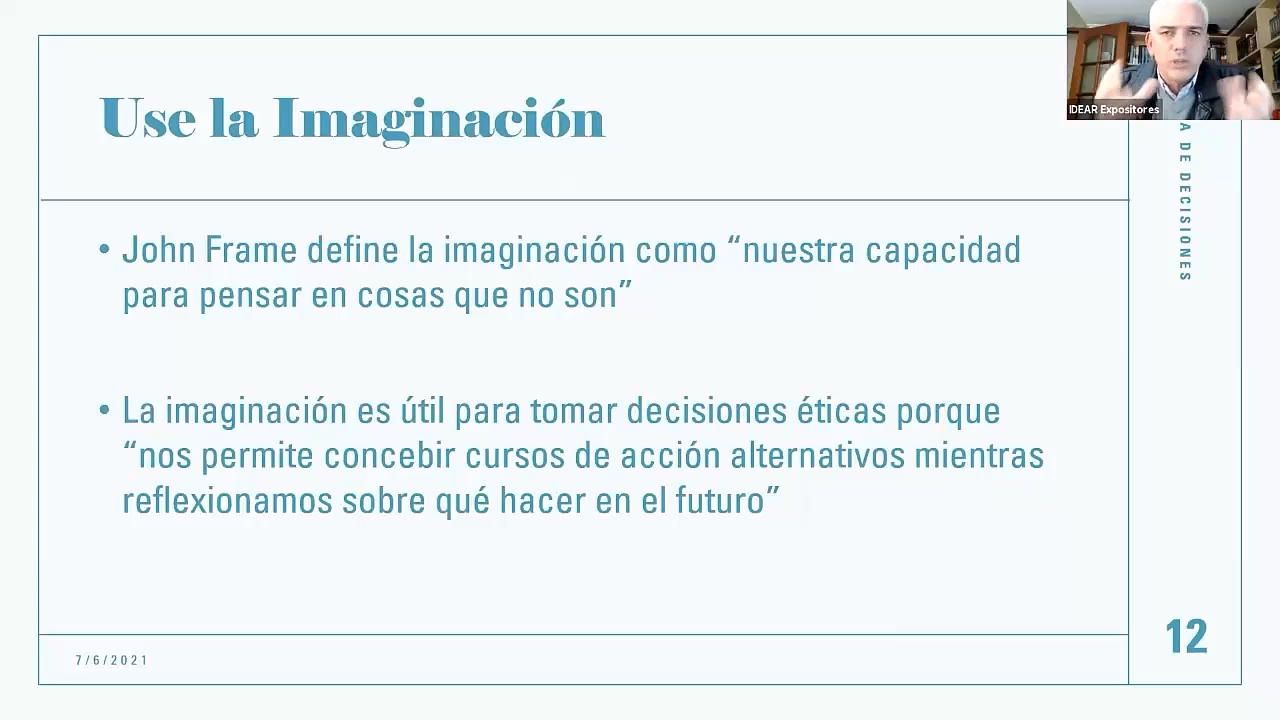 Use la Imaginación
• John Frame define la imaginación como “nuestra capacidad
para pensar en cosas que no son”
• La imaginación es útil para tomar decisiones éticas porque
“nos permite concebir cursos de acción alternativos mientras
reflexionamos sobre qué hacer en el futuro”
7/6/2021
IDEAR Expositores
A DE DECISIONES
12